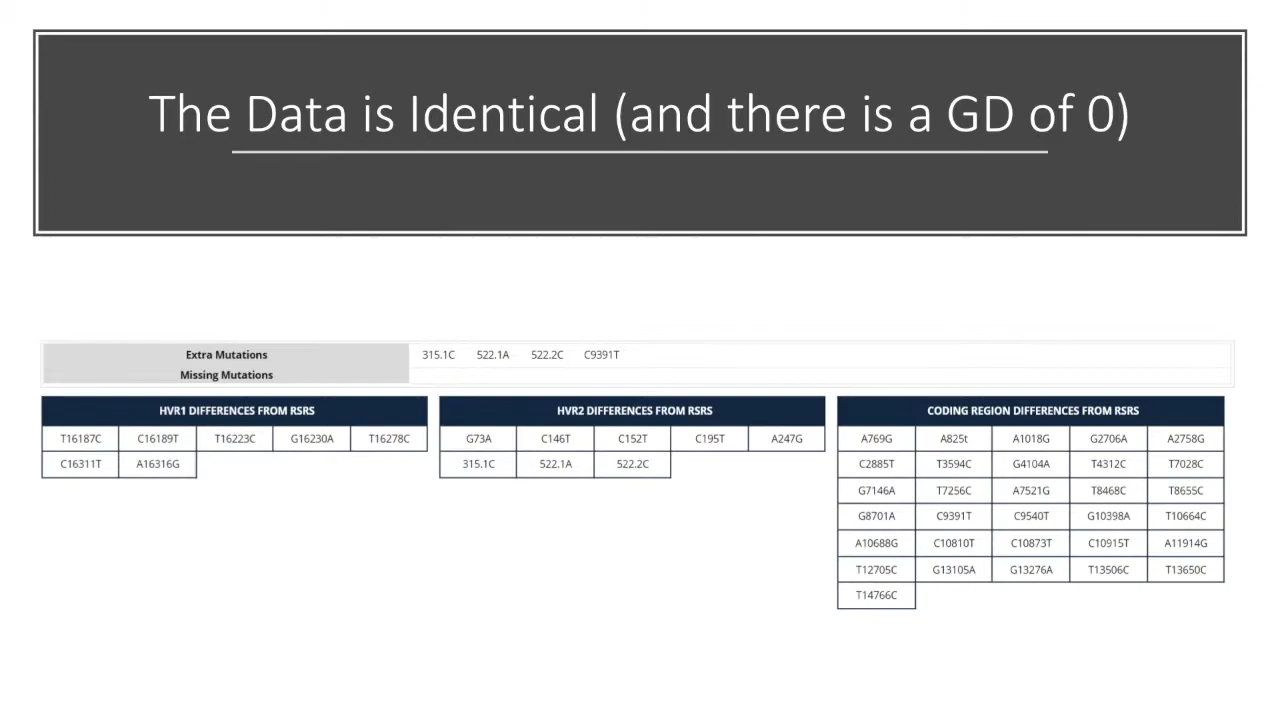 The Data is Identical (and there is a GD of 0)
Extra Mutations 315.1C 522.1A 522.2C C9391T
Missing Mutations
HVR1 DIFFERENCES FROM RSRS
T16187C C16189T T16223C G16230A T16278C
C16311T A16316G
HVR2 DIFFERENCES FROM RSRS
G73A C146T C152T C195T A247G
315.1C 522.1A 522.2C
CODING REGION DIFFERENCES FROM RSRS
A769G A825t A1018G G2706A A2758G
C2885T T3594C G4104A T4312C T7028C
G7146A T7256C A7521G T8468C T8655C
G8701A C9391T C9540T G10398A T10664C
A10688G C10810T C10873T C10915T A11914G
T12705C G13105A G13276A T13506C T13650C
T14766C